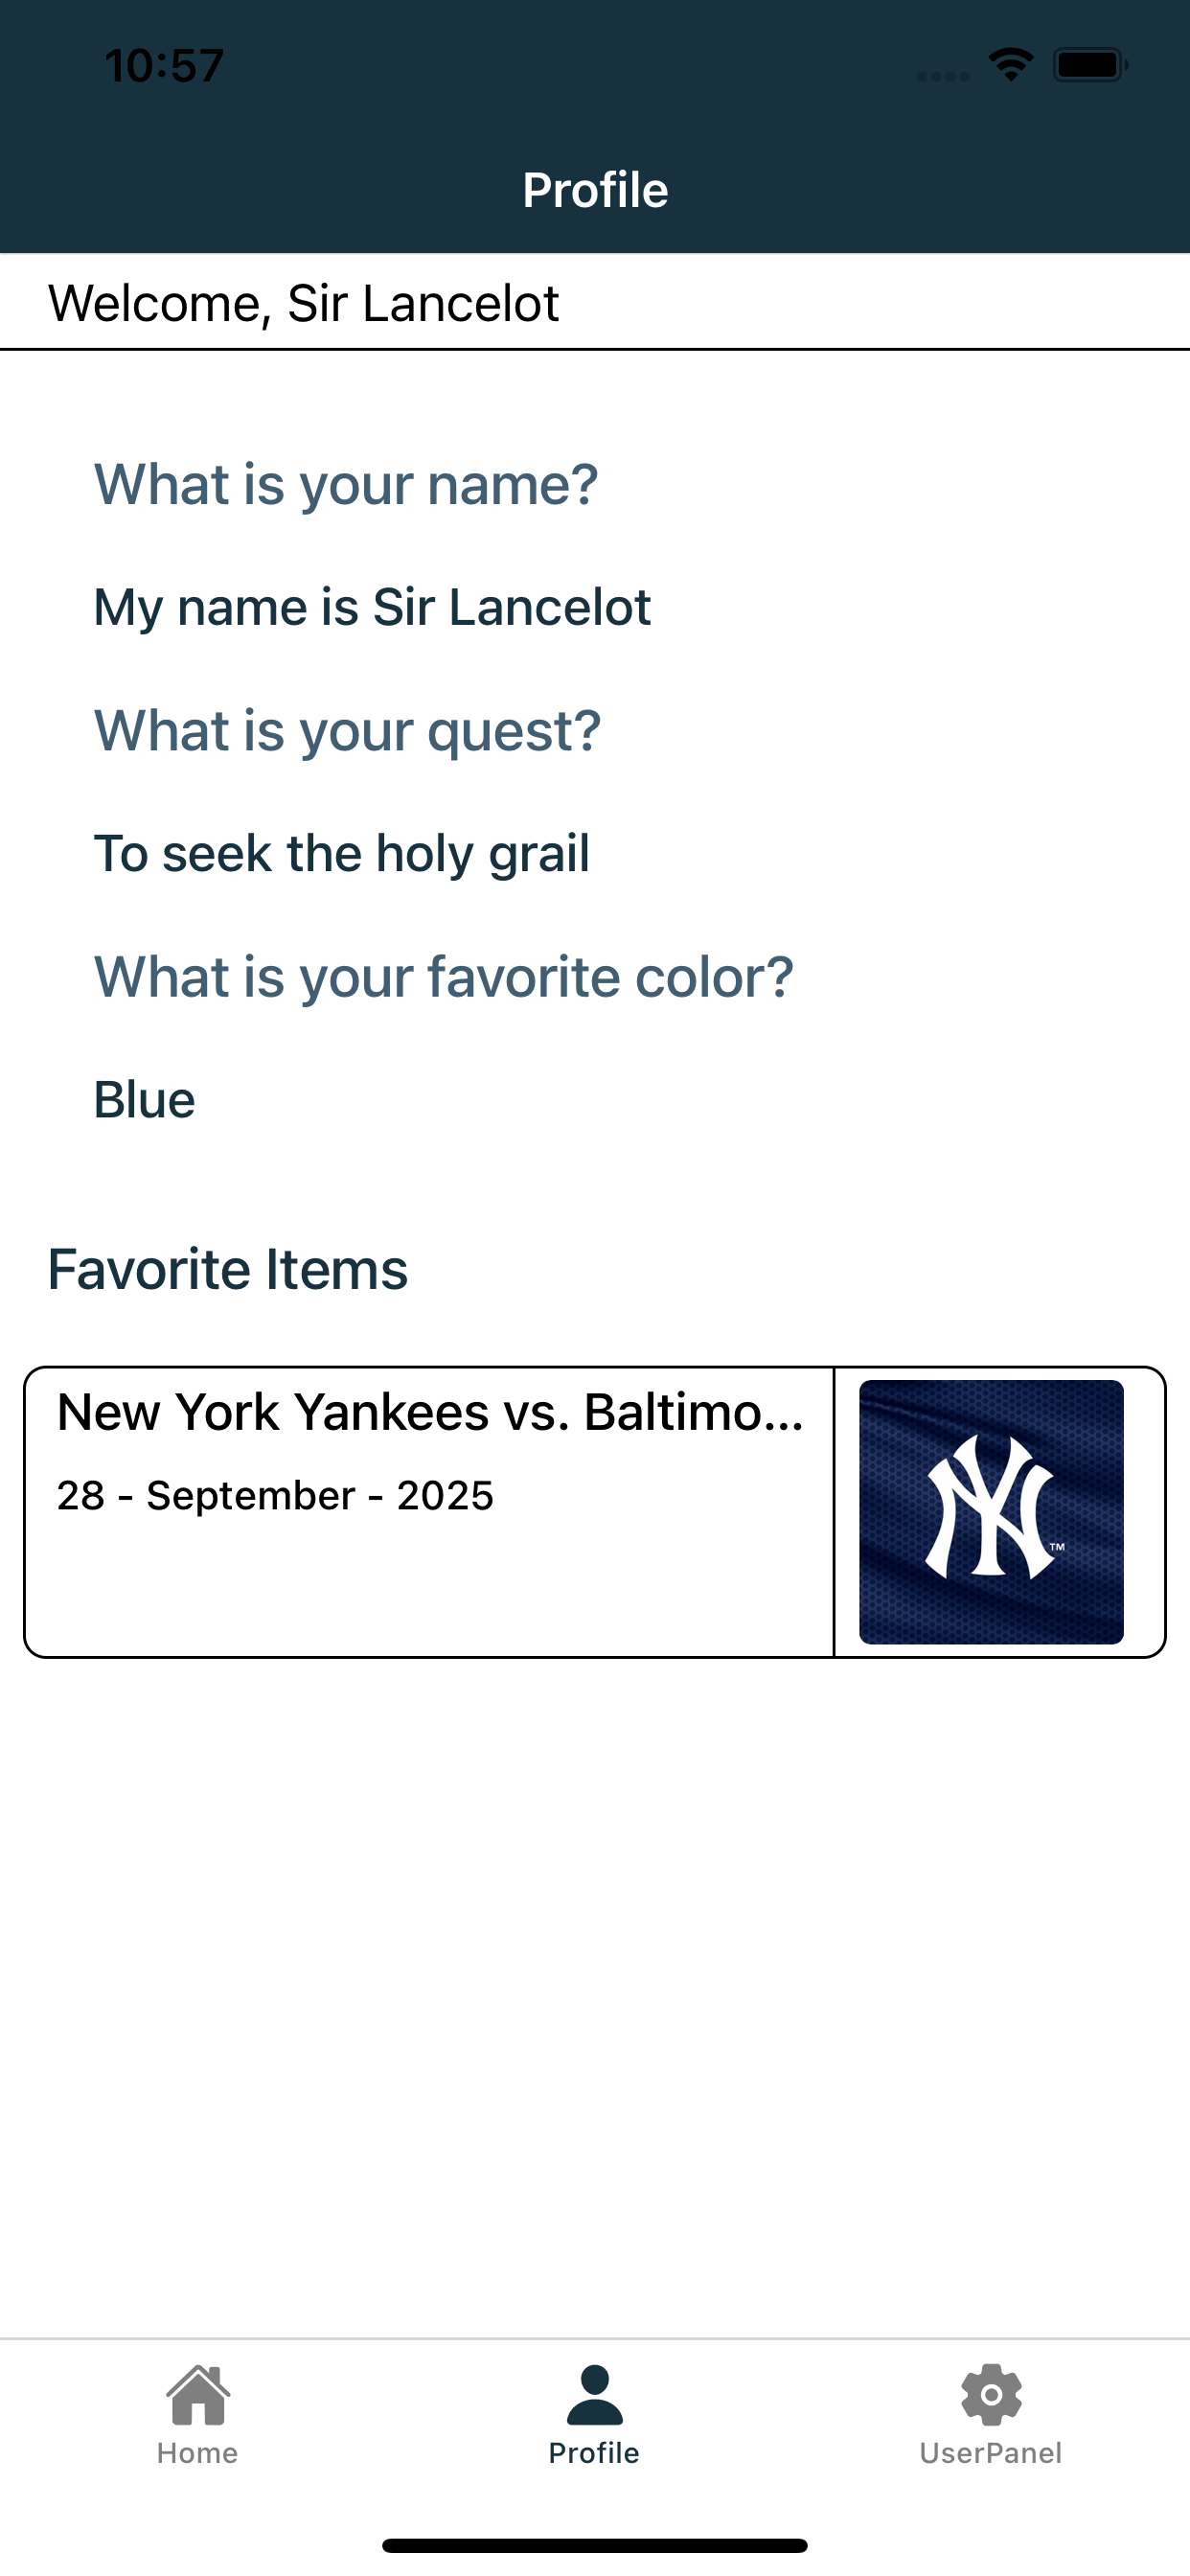 10:57
Profile
Welcome, Sir Lancelot
What is your name?
My name is Sir Lancelot
What is your quest?
To seek the holy grail
What is your favorite color?
Blue
Favorite Items
New York Yankees vs. Baltimo...
28 - September - 2025
NY
TM
Home
Profile
UserPanel